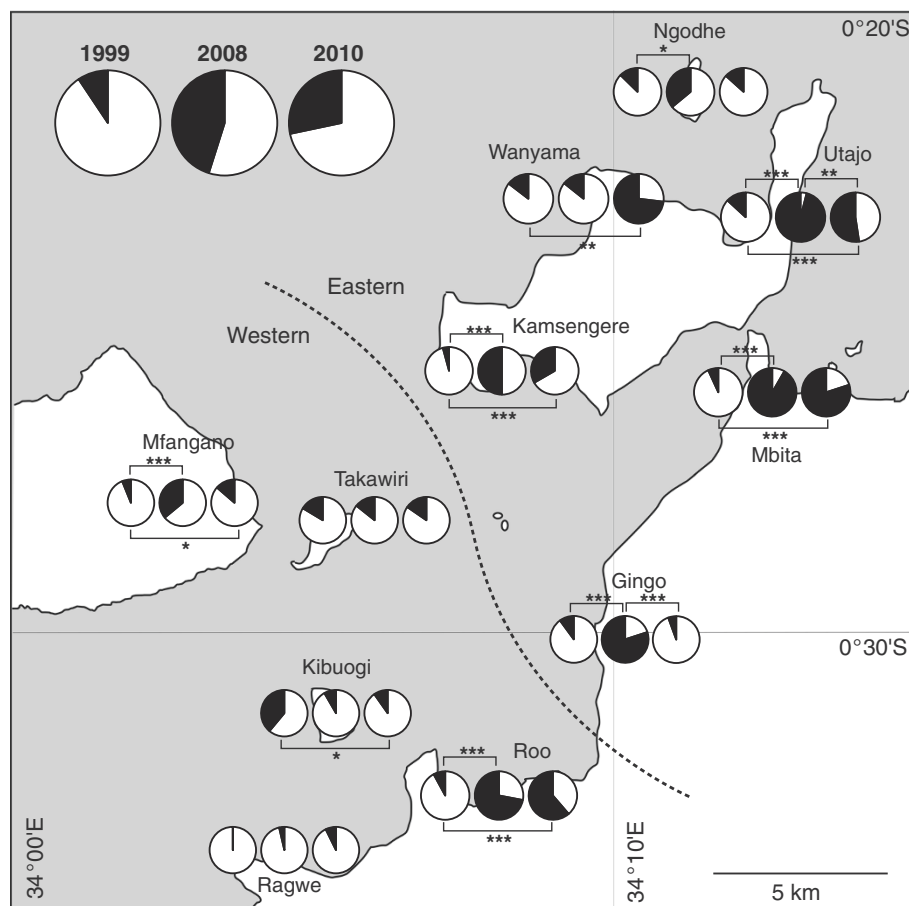 0°20'S
Ngodhe
*
1999 2008 2010
Wanyama
**
Utajo
*** **
***
Eastern
Western
Kamsengere
***
***
***
***
Mbita
Mfangano
***
*
Takawiri
Gingo
*** ***
0°30'S
Kibuogi
*
Roo
***
***
Ragwe
34°00'E
34°10'E
5 km